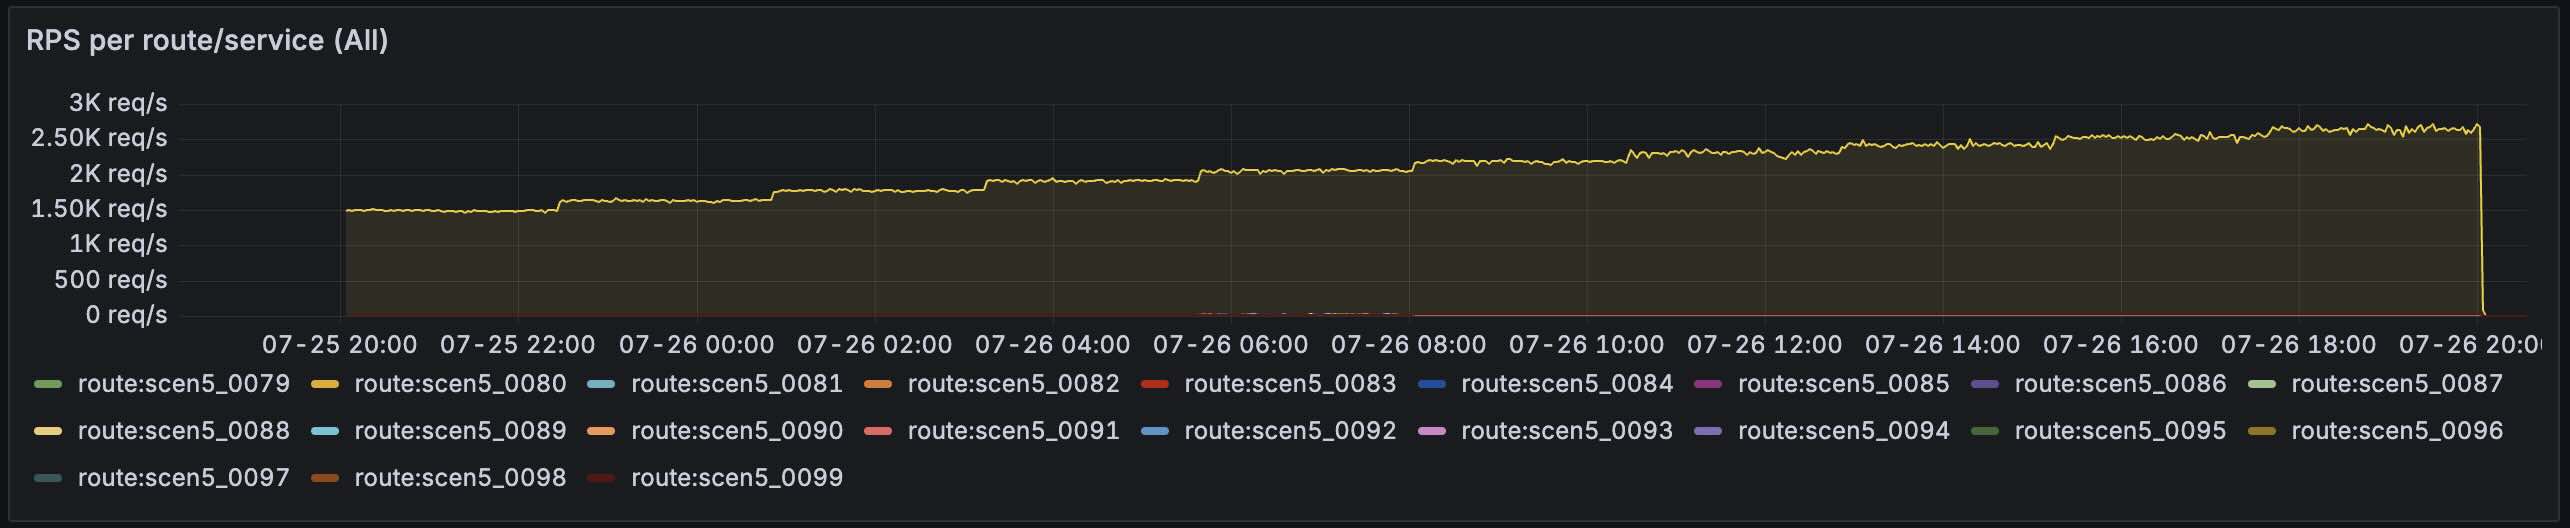 RPS per route/service (All)
3K req/s
2.50K req/s
2K req/s
1.50K req/s
1K req/s
500 req/s
0 req/s
07-25 20:00 07-25 22:00 07-26 00:00 07-26 02:00 07-26 04:00 07-26 06:00 07-26 08:00 07-26 10:00 07-26 12:00 07-26 14:00 07-26 16:00 07-26 18:00 07-26 20:0
route:scen5_0079 route:scen5_0080 route:scen5_0081 route:scen5_0082 route:scen5_0083 route:scen5_0084 route:scen5_0085 route:scen5_0086 route:scen5_0087
route:scen5_0088 route:scen5_0089 route:scen5_0090 route:scen5_0091 route:scen5_0092 route:scen5_0093 route:scen5_0094 route:scen5_0095 route:scen5_0096
route:scen5_0097 route:scen5_0098 route:scen5_0099